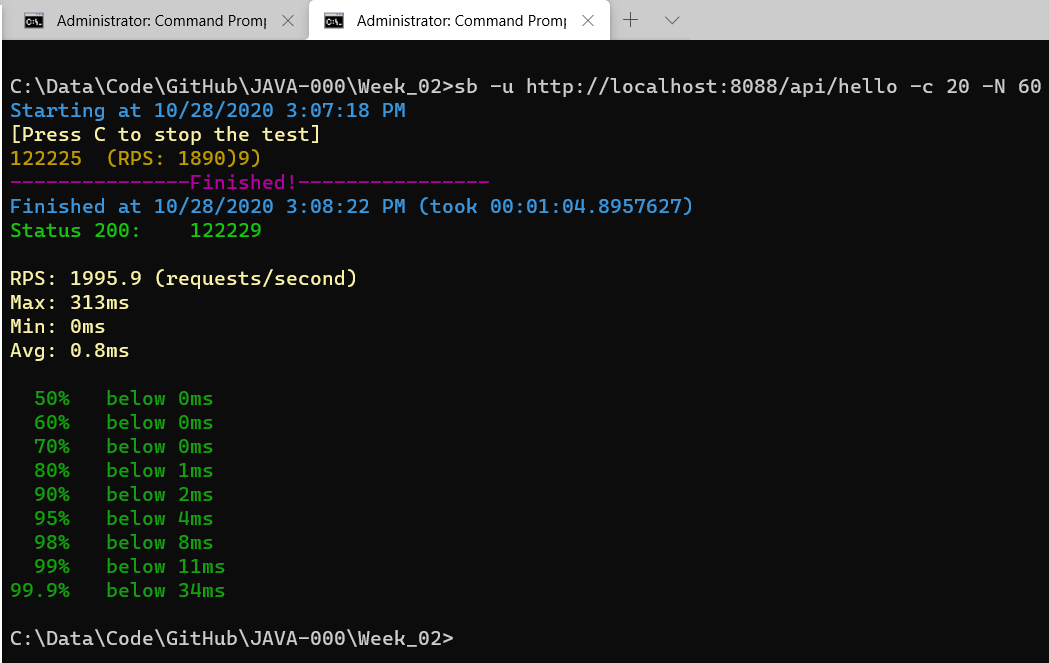 Administrator: Command Promp
Administrator: Command Promp
C:\Data\Code\GitHub\JAVA-000\Week_02>sb -u http://localhost:8088/api/hello -c 20 -N 60
Starting at 10/28/2020 3:07:18 PM
[Press C to stop the test]
122225  (RPS: 1890)9)
---------------Finished!----------------
Finished at 10/28/2020 3:08:22 PM (took 00:01:04.8957627)
Status 200:    122229
RPS: 1995.9 (requests/second)
Max: 313ms
Min: 0ms
Avg: 0.8ms
  50%   below 0ms
  60%   below 0ms
  70%   below 0ms
  80%   below 1ms
  90%   below 2ms
  95%   below 4ms
  98%   below 8ms
  99%   below 11ms
99.9%   below 34ms
C:\Data\Code\GitHub\JAVA-000\Week_02>